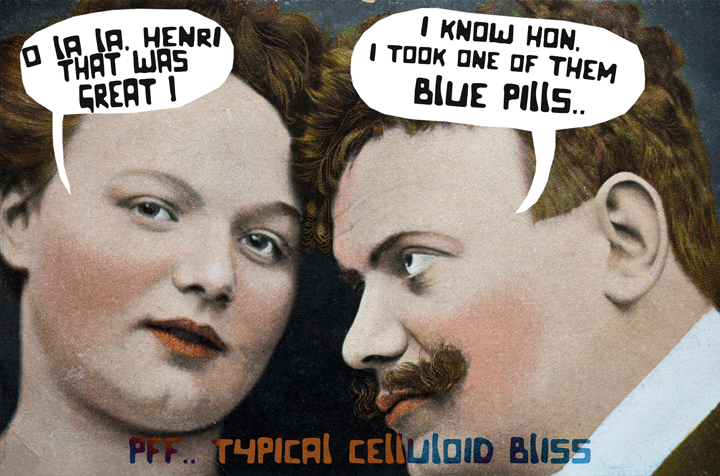 O LA LA, HENRI
THAT WAS
GREAT !
I KNOW HON,
I TOOK ONE OF THEM
BLUE PILLS..
PFF.. TYPICAL CELLULOID BLISS